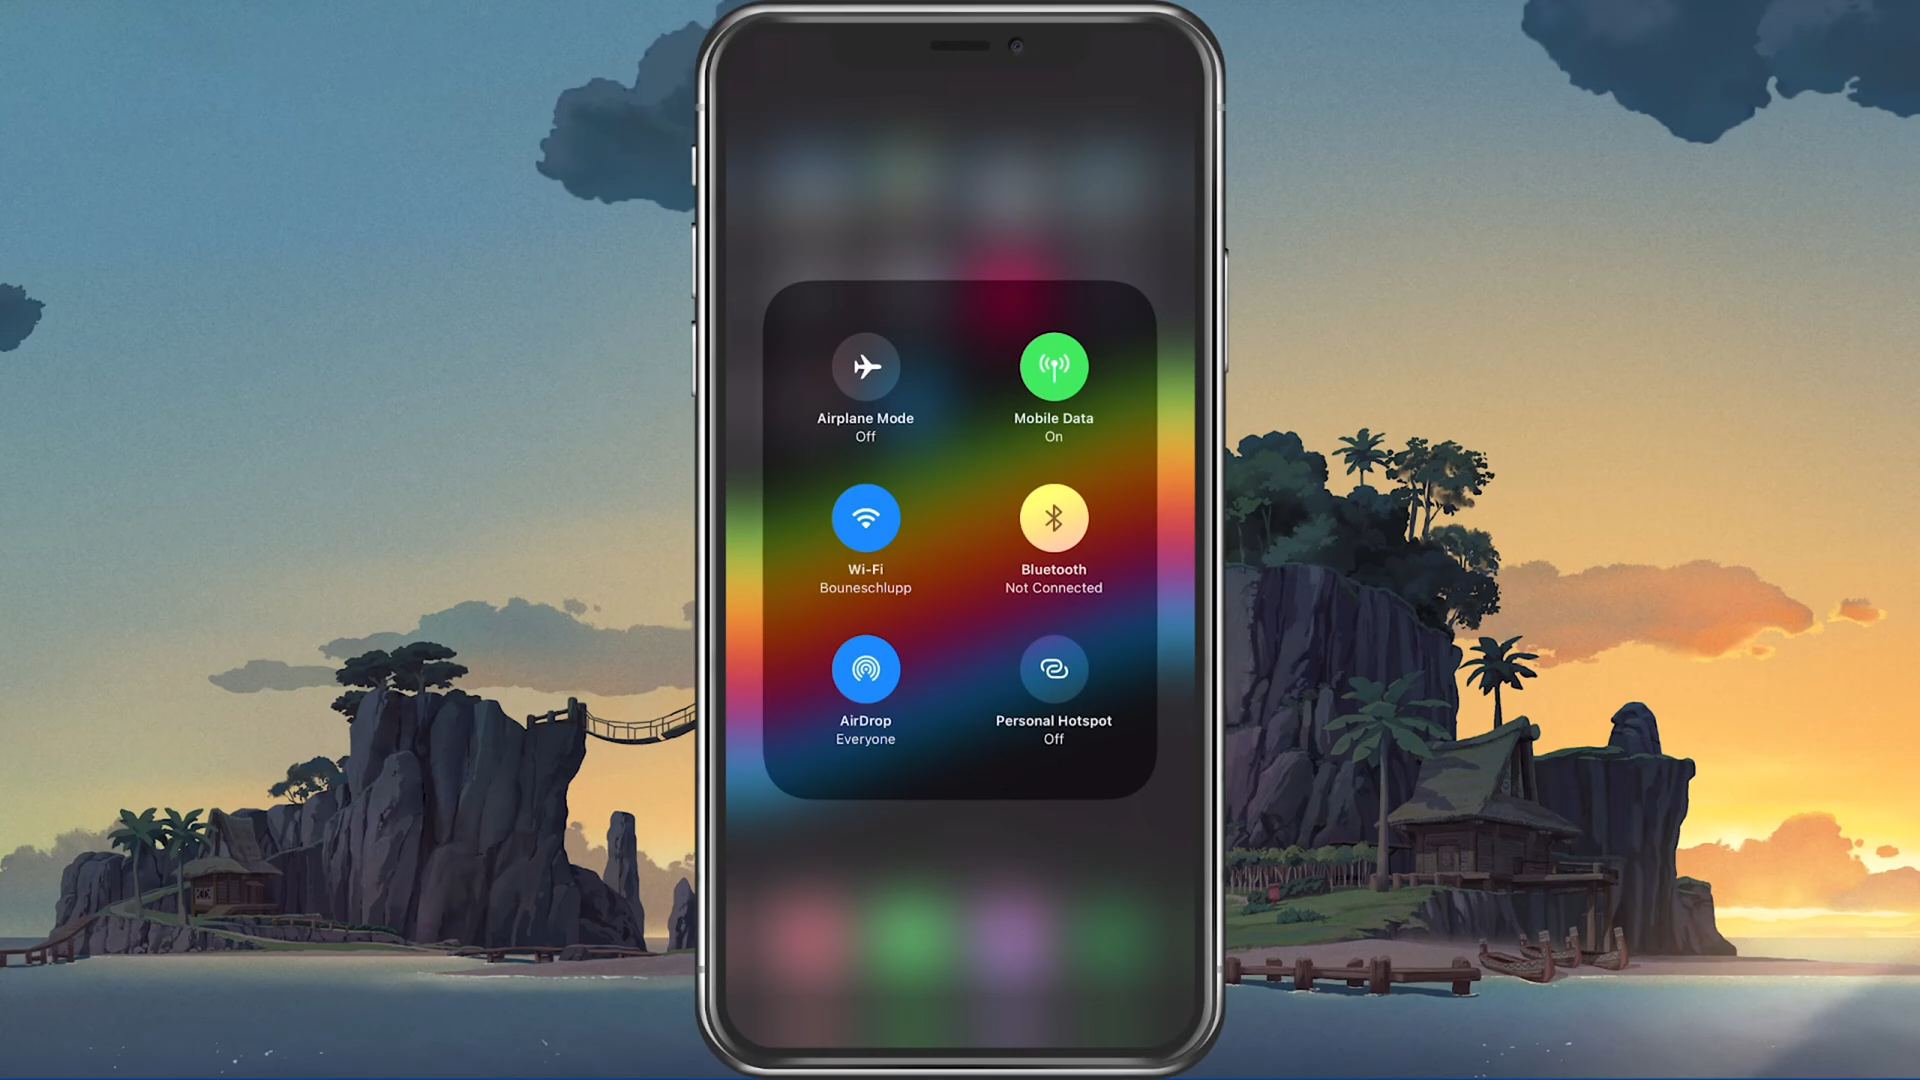 Airplane Mode
Off
Mobile Data
On
Wi-Fi
Bouneschlupp
Bluetooth
Not Connected
AirDrop
Everyone
Personal Hotspot
Off